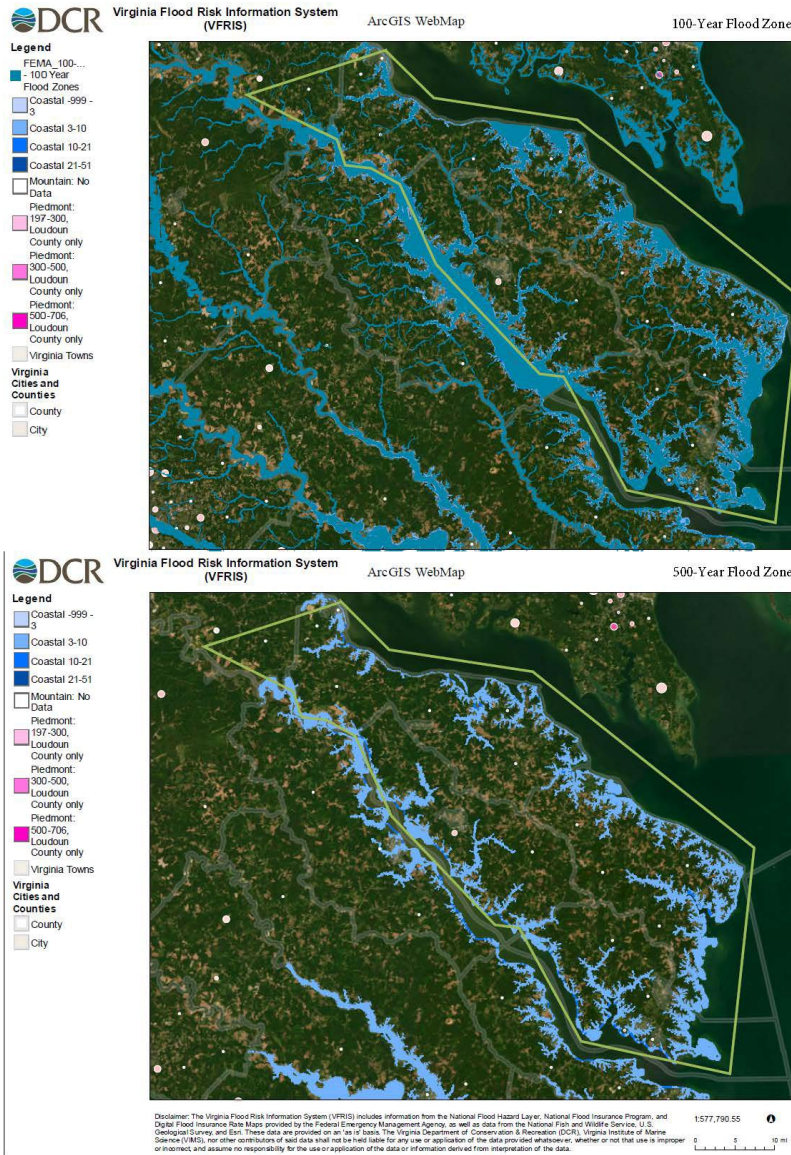 DCR
Virginia Flood Risk Information System
(VFRIS)
ArcGIS WebMap
100-Year Flood Zone
Legend
FEMA_100-...
- 100 Year
Flood Zones
Coastal -999 -
3
Coastal 3-10
Coastal 10-21
Coastal 21-51
Mountain: No
Data
Piedmont:
197-300,
Loudoun
County only
Piedmont:
300-500,
Loudoun
County only
Piedmont:
500-706,
Loudoun
County only
Virginia Towns
Virginia
Cities and
Counties
County
City
DCR
Virginia Flood Risk Information System
(VFRIS)
ArcGIS WebMap
500-Year Flood Zone
Legend
Coastal -999 -
3
Coastal 3-10
Coastal 10-21
Coastal 21-51
Mountain: No
Data
Piedmont:
197-300,
Loudoun
County only
Piedmont:
300-500,
Loudoun
County only
Piedmont:
500-706,
Loudoun
County only
Virginia Towns
Virginia
Cities and
Counties
County
City
Disclaimer: The Virginia Flood Risk Information System (VFRIS) includes information from the National Flood Hazard Layer, National Flood Insurance Program, and
Digital Flood Insurance Rate Maps provided by the Federal Emergency Management Agency, as well as data from the National Fish and Wildlife Service, U.S.
Geological Survey, and Esri. These data are provided on an 'as is' basis. The Virginia Department of Conservation & Recreation (DCR), Virginia Institute of Marine
Science (VIMS), nor other contributors of said data shall not be held liable for any use or application of the data provided whatsoever, whether or not that use is improper
or incorrect, and assume no responsibility for the use or application of the data or information derived from interpretation of the data.
1:577,790.55
0 5 10 mi